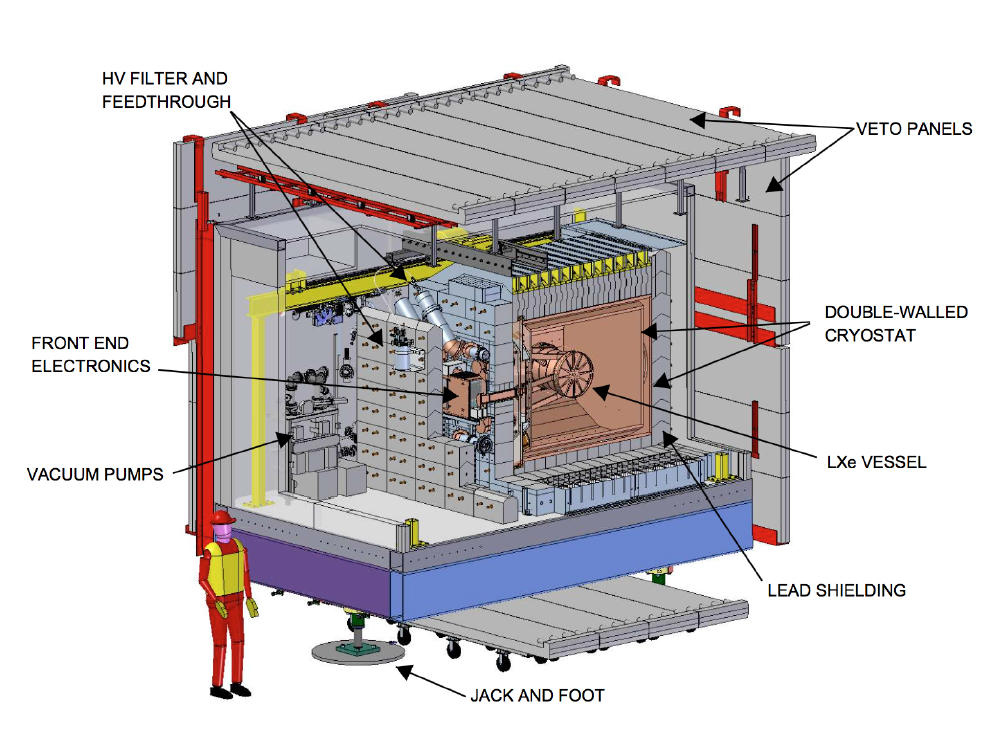 HV FILTER AND
FEEDTHROUGH
VETO PANELS
DOUBLE-WALLED
CRYOSTAT
FRONT END
ELECTRONICS
VACUUM PUMPS
LXe VESSEL
LEAD SHIELDING
JACK AND FOOT